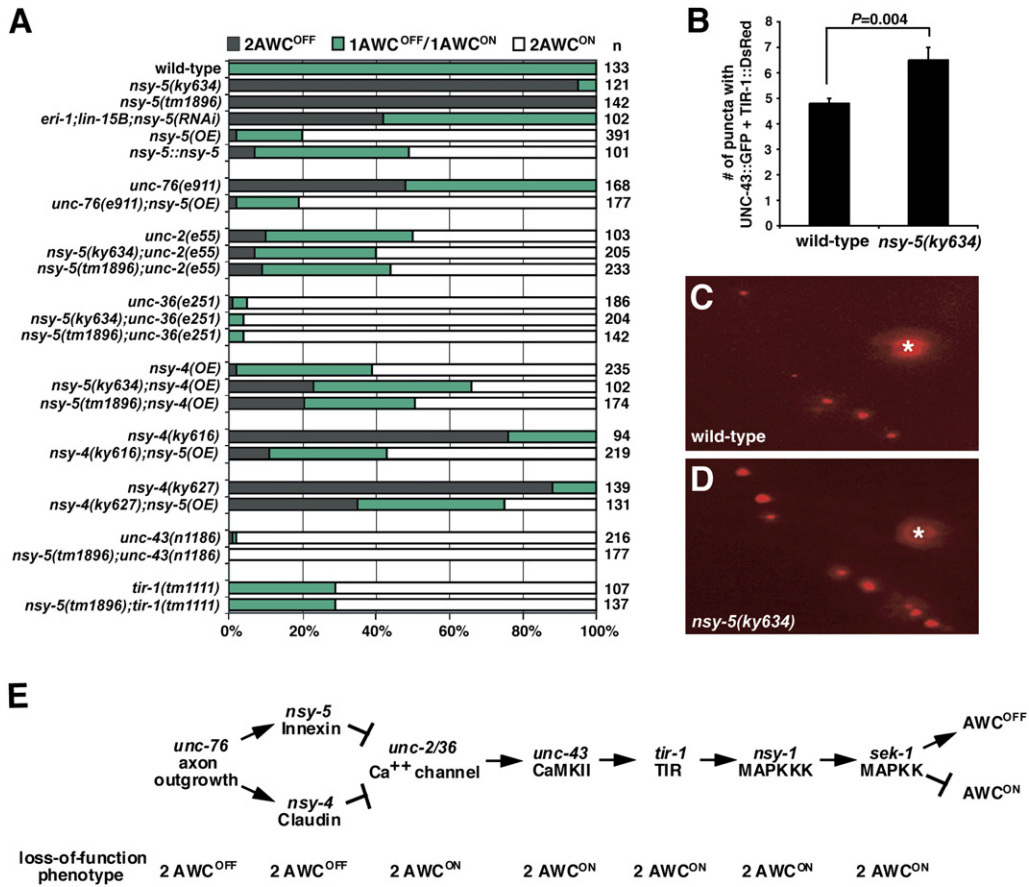 A
2AWC^OFF 1AWC^OFF/1AWC^ON 2AWC^ON n
wild-type 133
nsy-5(ky634) 121
nsy-5(tm1896) 142
eri-1;lin-15B;nsy-5(RNAi) 102
nsy-5(OE) 391
nsy-5::nsy-5 101
unc-76(e911) 168
unc-76(e911);nsy-5(OE) 177
unc-2(e55) 103
nsy-5(ky634);unc-2(e55) 205
nsy-5(tm1896);unc-2(e55) 233
unc-36(e251) 186
nsy-5(ky634);unc-36(e251) 204
nsy-5(tm1896);unc-36(e251) 142
nsy-4(OE) 235
nsy-5(ky634);nsy-4(OE) 102
nsy-5(tm1896);nsy-4(OE) 174
nsy-4(ky616) 94
nsy-4(ky616);nsy-5(OE) 219
nsy-4(ky627) 139
nsy-4(ky627);nsy-5(OE) 131
unc-43(n1186) 216
nsy-5(tm1896);unc-43(n1186) 177
tir-1(tm1111) 107
nsy-5(tm1896);tir-1(tm1111) 137
0% 20% 40% 60% 80% 100%
B
P=0.004
# of puncta with
UNC-43::GFP + TIR-1::DsRed
8
7
6
5
4
3
2
1
0
wild-type nsy-5(ky634)
C
*
wild-type
D
*
nsy-5(ky634)
E
unc-76
axon
outgrowth
nsy-5
Innexin
nsy-4
Claudin
unc-2/36
Ca++ channel
unc-43
CaMKII
tir-1
TIR
nsy-1
MAPKKK
sek-1
MAPKK
AWC^OFF
AWC^ON
loss-of-function
phenotype
2 AWC^OFF 2 AWC^OFF 2 AWC^ON 2 AWC^ON 2 AWC^ON 2 AWC^ON 2 AWC^ON